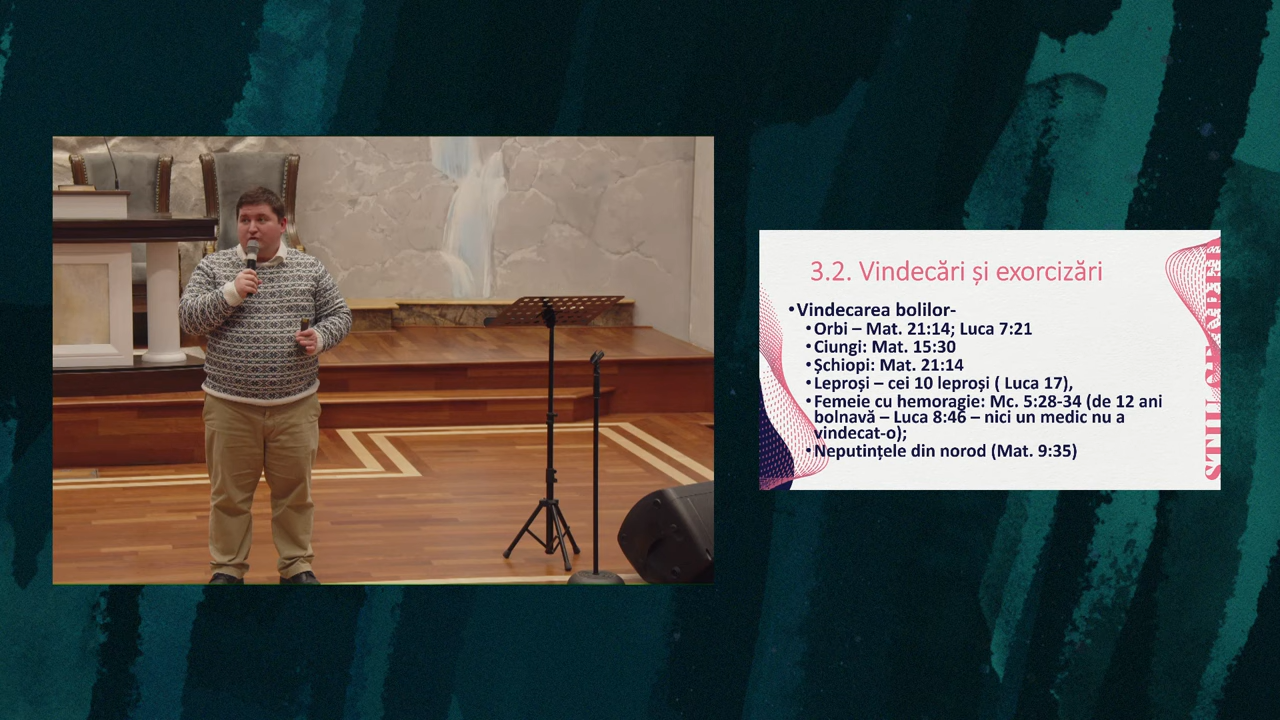 3.2. Vindecări și exorcizări
•Vindecarea bolilor-
•Orbi – Mat. 21:14; Luca 7:21
•Ciungi: Mat. 15:30
•Șchiopi: Mat. 21:14
•Leproși – cei 10 leproși ( Luca 17),
•Femeie cu hemoragie: Mc. 5:28-34 (de 12 ani
bolnavă – Luca 8:46 – nici un medic nu a
vindecat-o);
•Neputințele din norod (Mat. 9:35)